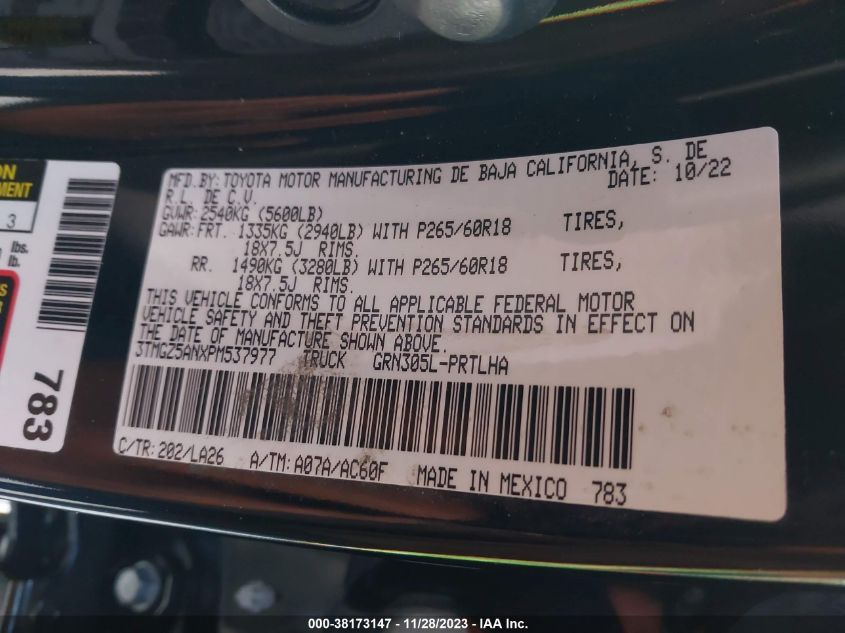 MFD.BY:TOYOTA MOTOR MANUFACTURING DE BAJA CALIFORNIA, S. DE
R.L. DE C.V. DATE: 10/22
GVWR: 2540KG (5600LB)
GAWR:FRT. 1335KG (2940LB) WITH P265/60R18 TIRES,
18X7.5J RIMS.
RR. 1490KG (3280LB) WITH P265/60R18 TIRES,
18X7.5J RIMS.
THIS VEHICLE CONFORMS TO ALL APPLICABLE FEDERAL MOTOR
VEHICLE SAFETY AND THEFT PREVENTION STANDARDS IN EFFECT ON
THE DATE OF MANUFACTURE SHOWN ABOVE.
3TMGZ5ANXPM537977 TRUCK GRN305L-PRTLHA
C/TR: 202/LA26 A/TM: A07A/AC60F MADE IN MEXICO 783
3
lbs.
lb.
783
000-38173147 - 11/28/2023 - IAA Inc.